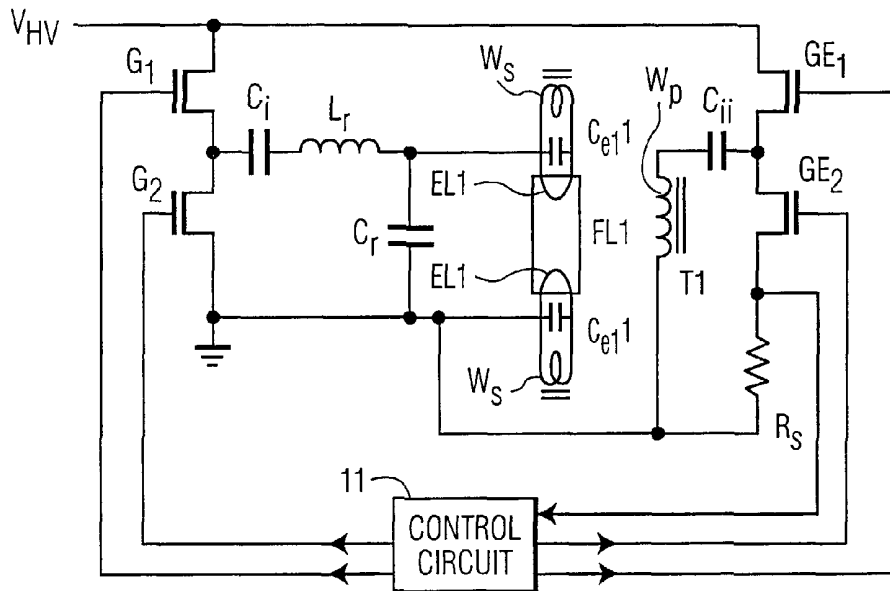 V_HV
G_1
GE_1
C_i
L_r
W_s
W_p
C_ii
C_e1 1
G_2
EL1
GE_2
C_r
FL1
EL1
T1
C_e1 1
W_s
R_s
11
CONTROL
CIRCUIT